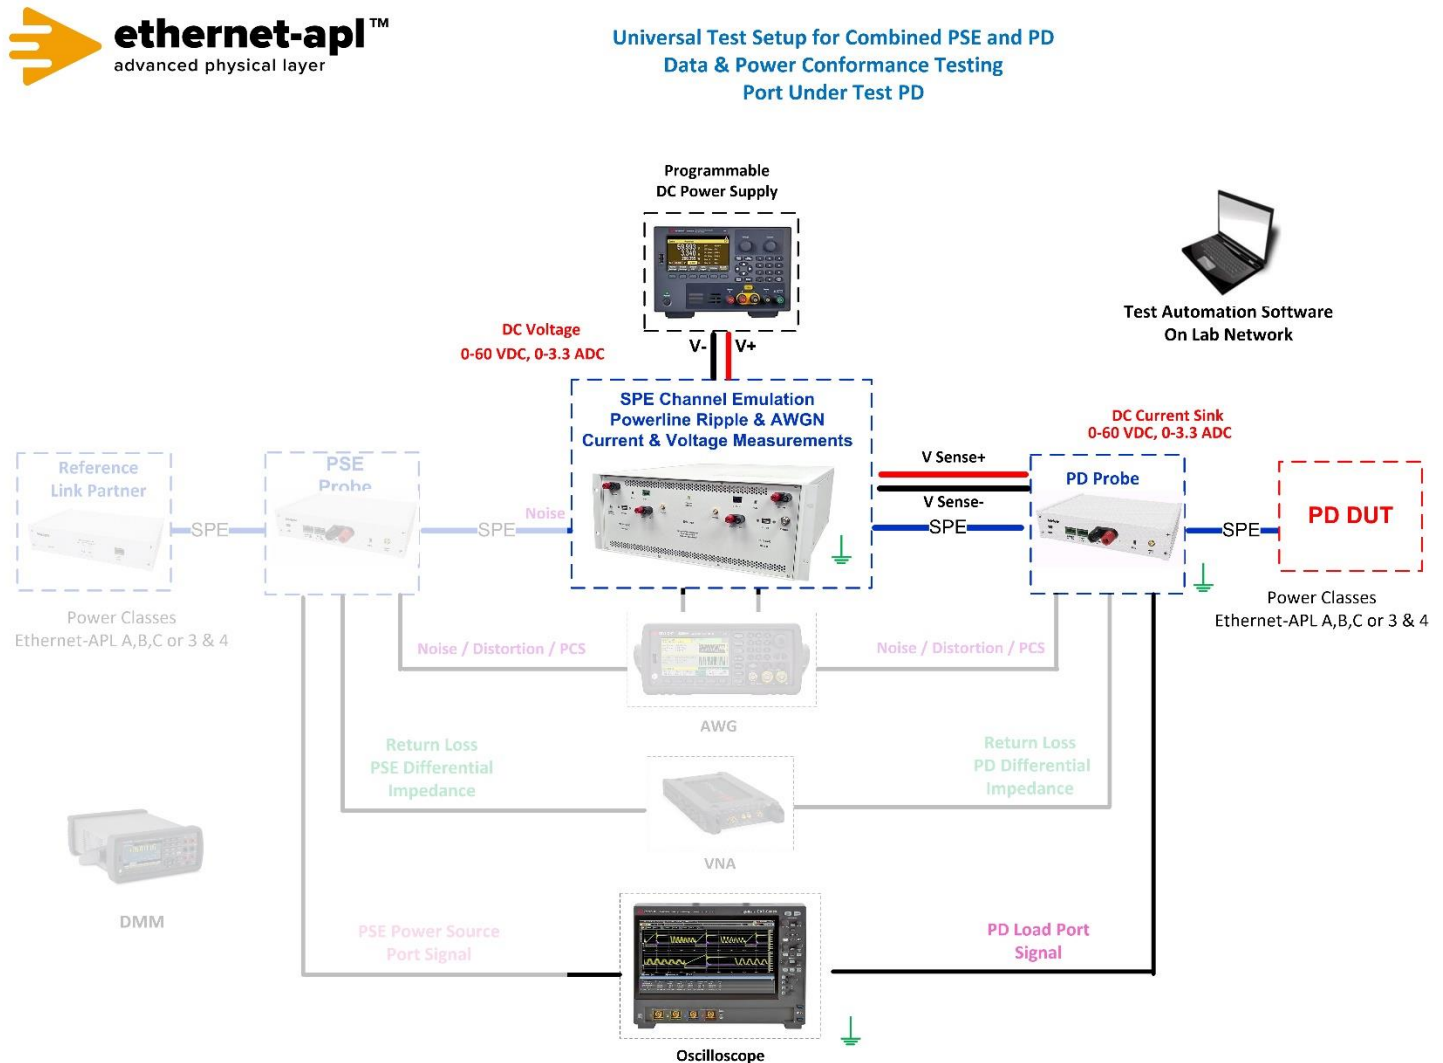 ethernet-apl™
advanced physical layer
Universal Test Setup for Combined PSE and PD
Data & Power Conformance Testing
Port Under Test PD
Programmable
DC Power Supply
Test Automation Software
On Lab Network
DC Voltage
0-60 VDC, 0-3.3 ADC
V-
V+
SPE Channel Emulation
Powerline Ripple & AWGN
Current & Voltage Measurements
DC Current Sink
0-60 VDC, 0-3.3 ADC
Reference
Link Partner
PSE
Probe
V Sense+
V Sense-
PD Probe
PD DUT
SPE
SPE
Noise
SPE
SPE
Power Classes
Ethernet-APL A,B,C or 3 & 4
Power Classes
Ethernet-APL A,B,C or 3 & 4
Noise / Distortion / PCS
Noise / Distortion / PCS
AWG
Return Loss
PSE Differential
Impedance
Return Loss
PD Differential
Impedance
VNA
DMM
PSE Power Source
Port Signal
PD Load Port
Signal
Oscilloscope